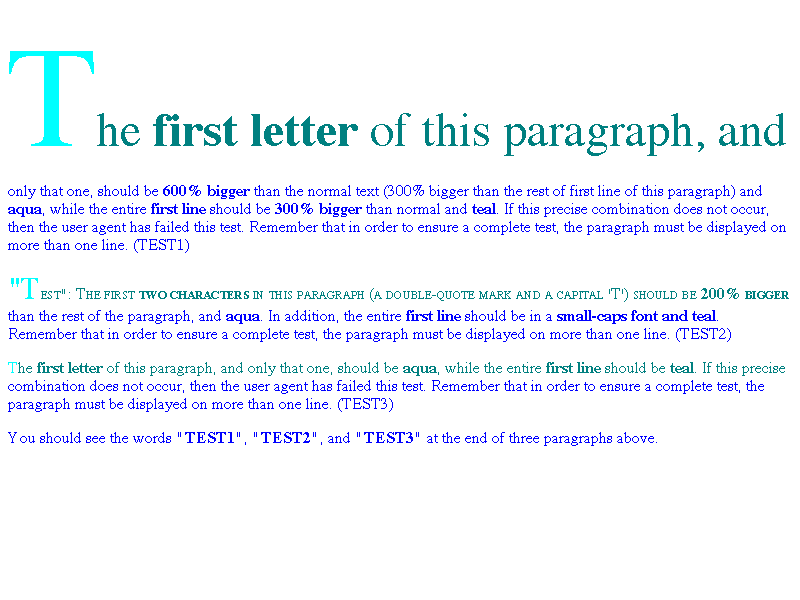 The first letter of this paragraph, and
only that one, should be 600% bigger than the normal text (300% bigger than the rest of first line of this paragraph) and
aqua, while the entire first line should be 300% bigger than normal and teal. If this precise combination does not occur,
then the user agent has failed this test. Remember that in order to ensure a complete test, the paragraph must be displayed on
more than one line. (TEST1)
"TEST": THE FIRST TWO CHARACTERS IN THIS PARAGRAPH (A DOUBLE-QUOTE MARK AND A CAPITAL 'T') SHOULD BE 200% BIGGER
than the rest of the paragraph, and aqua. In addition, the entire first line should be in a small-caps font and teal.
Remember that in order to ensure a complete test, the paragraph must be displayed on more than one line. (TEST2)
The first letter of this paragraph, and only that one, should be aqua, while the entire first line should be teal. If this precise
combination does not occur, then the user agent has failed this test. Remember that in order to ensure a complete test, the
paragraph must be displayed on more than one line. (TEST3)
You should see the words "TEST1", "TEST2", and "TEST3" at the end of three paragraphs above.